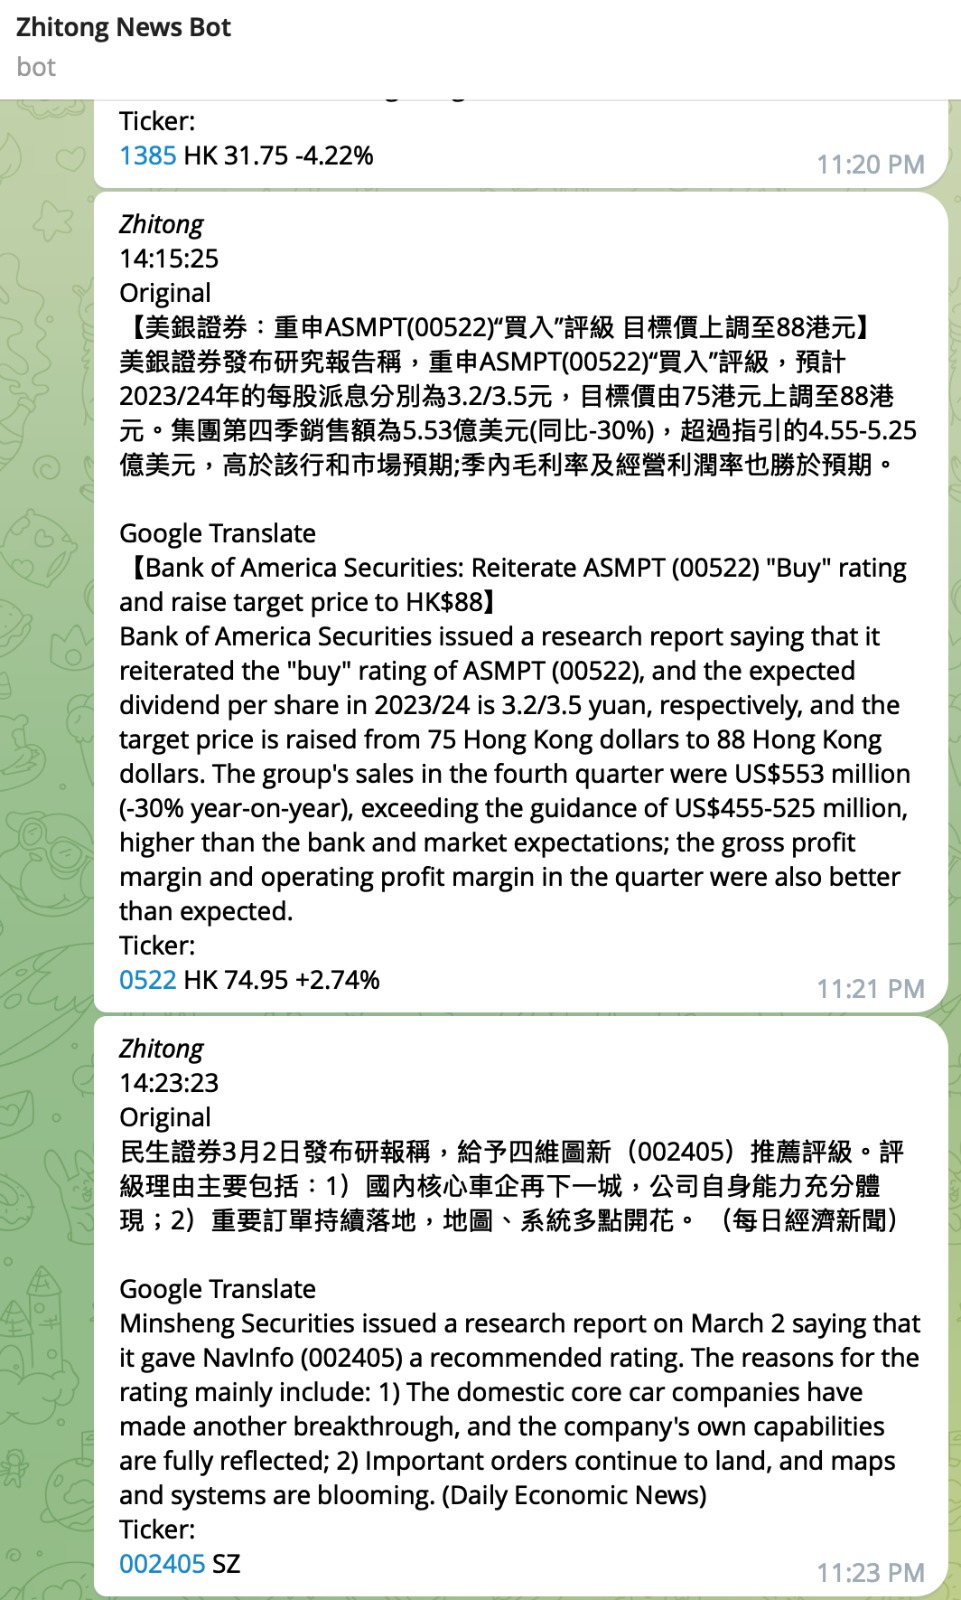 Zhitong News Bot
bot
Ticker:
1385 HK 31.75 -4.22%
11:20 PM
Zhitong
14:15:25
Original
【美銀證券：重申ASMPT(00522)“買入”評級 目標價上調至88港元】
美銀證券發布研究報告稱，重申ASMPT(00522)“買入”評級，預計
2023/24年的每股派息分別為3.2/3.5元，目標價由75港元上調至88港
元。集團第四季銷售額為5.53億美元(同比-30%)，超過指引的4.55-5.25
億美元，高於該行和市場預期;季內毛利率及經營利潤率也勝於預期。
Google Translate
【Bank of America Securities: Reiterate ASMPT (00522) "Buy" rating
and raise target price to HK$88】
Bank of America Securities issued a research report saying that it
reiterated the "buy" rating of ASMPT (00522), and the expected
dividend per share in 2023/24 is 3.2/3.5 yuan, respectively, and the
target price is raised from 75 Hong Kong dollars to 88 Hong Kong
dollars. The group's sales in the fourth quarter were US$553 million
(-30% year-on-year), exceeding the guidance of US$455-525 million,
higher than the bank and market expectations; the gross profit
margin and operating profit margin in the quarter were also better
than expected.
Ticker:
0522 HK 74.95 +2.74%
11:21 PM
Zhitong
14:23:23
Original
民生證券3月2日發布研報稱，給予四維圖新（002405）推薦評級。評
級理由主要包括：1）國內核心車企再下一城，公司自身能力充分體
現；2）重要訂單持續落地，地圖、系統多點開花。（每日經濟新聞）
Google Translate
Minsheng Securities issued a research report on March 2 saying that
it gave NavInfo (002405) a recommended rating. The reasons for the
rating mainly include: 1) The domestic core car companies have
made another breakthrough, and the company's own capabilities
are fully reflected; 2) Important orders continue to land, and maps
and systems are blooming. (Daily Economic News)
Ticker:
002405 SZ
11:23 PM